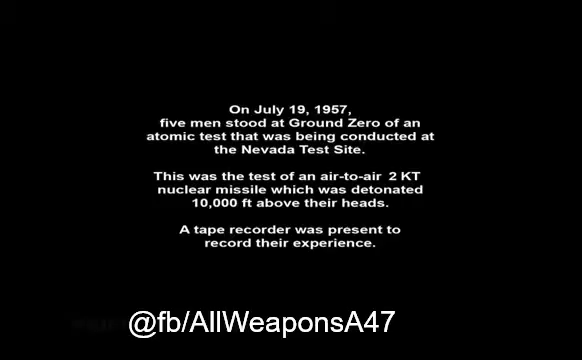 On July 19, 1957,
five men stood at Ground Zero of an
atomic test that was being conducted at
the Nevada Test Site.
This was the test of an air-to-air 2 KT
nuclear missile which was detonated
10,000 ft above their heads.
A tape recorder was present to
record their experience.
@fb/AllWeaponsA47